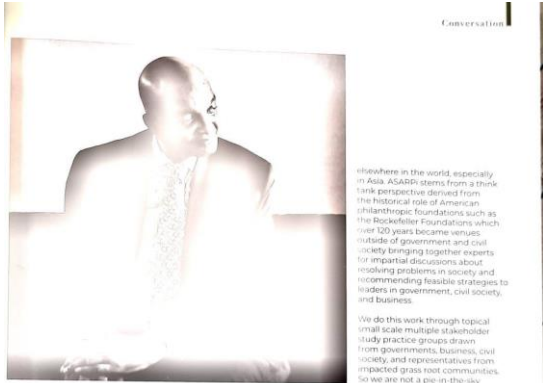 Conversation
elsewhere in the world, especially
in Asia. ASARPi stems from a think
tank perspective derived from
the historical role of American
philanthropic foundations such as
the Rockefeller Foundations which
over 120 years became venues
outside of government and civil
society bringing together experts
for impartial discussions about
resolving problems in society and
recommending feasible strategies to
leaders in government, civil society,
and business.
We do this work through topical
small scale multiple stakeholder
study practice groups drawn
from governments, business, civil
society, and representatives from
impacted grass root communities.
So we are not a pie-in-the-sky